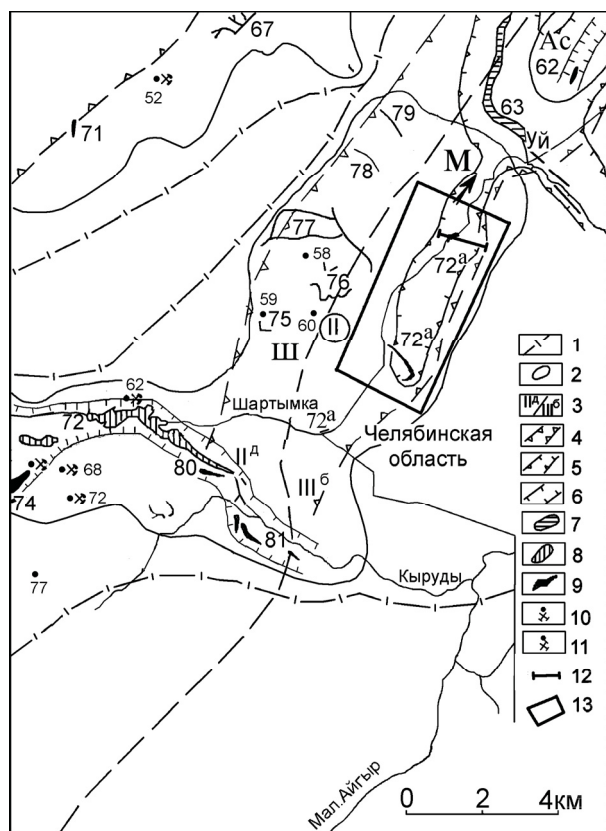 67
Ас
62
52
63
71
79
Уй
М
78
77
72а
58
76
59
75
60
II
Ш
72а
62
Шартымка
72а
72
Челябинская
область
IIд
68
80
IIIб
74
72
81
77
Кыруды
Мал.Айгыр
1
2
IIд/IIIб 3
4
5
6
7
8
9
10
11
12
13
0 2 4км